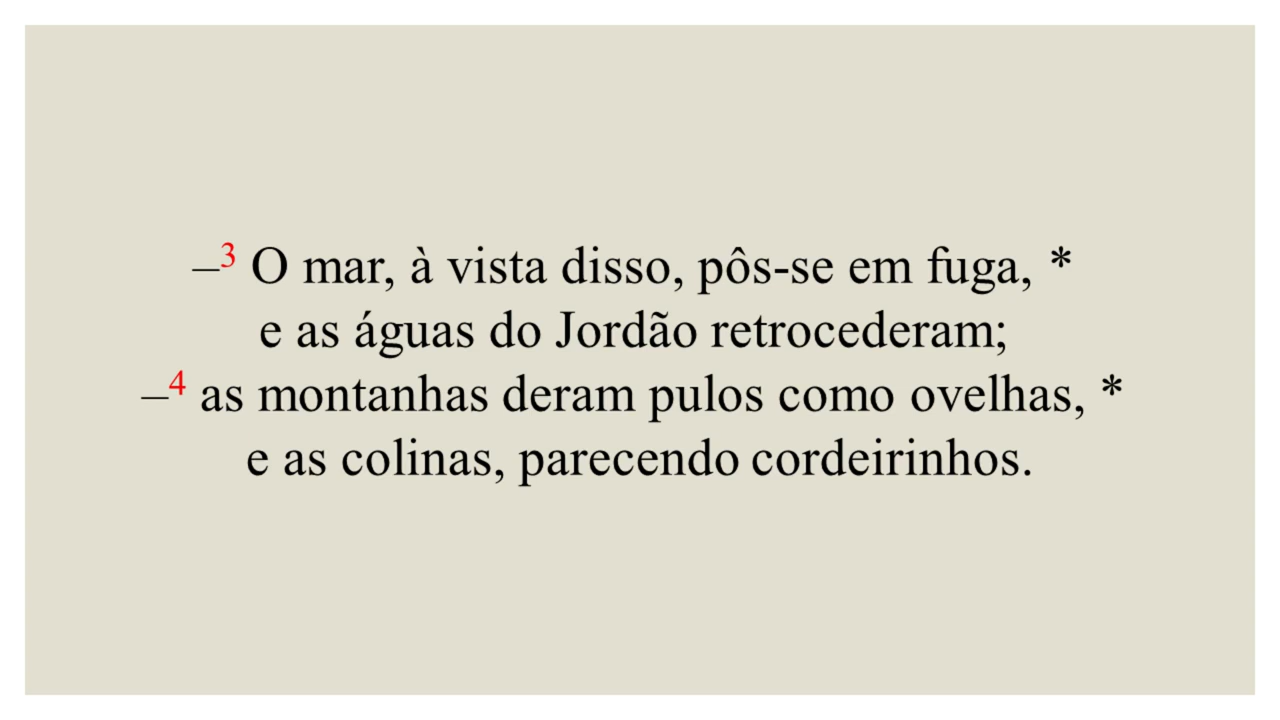 –³ O mar, à vista disso, pôs-se em fuga, *
e as águas do Jordão retrocederam;
–⁴ as montanhas deram pulos como ovelhas, *
e as colinas, parecendo cordeirinhos.